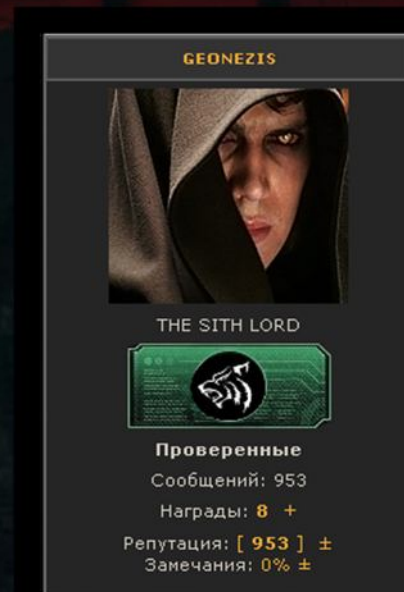 GEONEZIS
THE SITH LORD
Проверенные
Сообщений: 953
Награды: 8 +
Репутация: [ 953 ] ±
Замечания: 0% ±